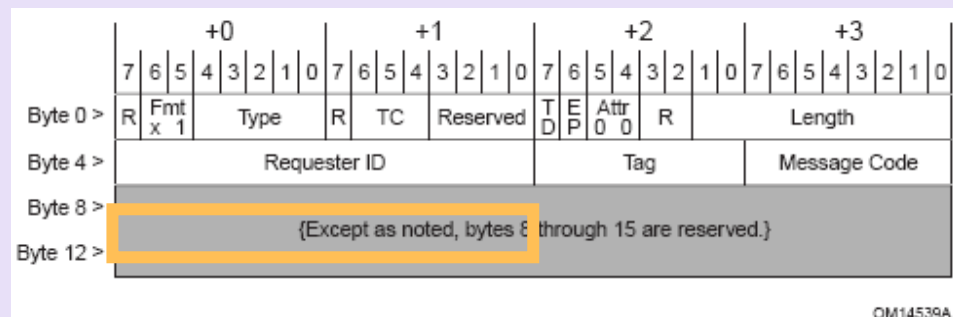 +0 +1 +2 +3
7 6 5 4 3 2 1 0 7 6 5 4 3 2 1 0 7 6 5 4 3 2 1 0 7 6 5 4 3 2 1 0
Byte 0 > R Fmt x 1 Type R TC Reserved TD EP Attr 0 0 R Length
Byte 4 > Requester ID Tag Message Code
Byte 8 >
{Except as noted, bytes 8 through 15 are reserved.}
Byte 12 >
OM14539A